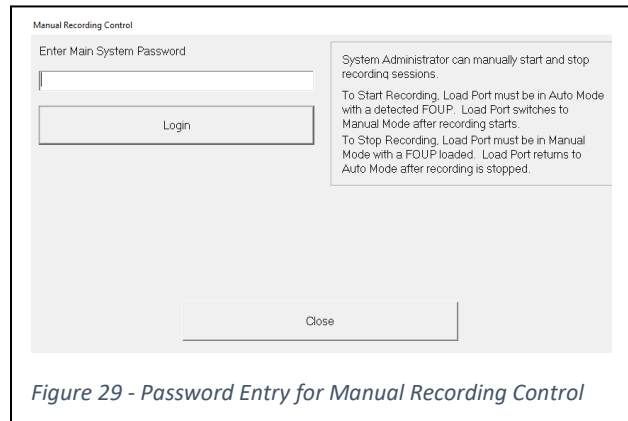 Manual Recording Control
Enter Main System Password
Login
System Administrator can manually start and stop
recording sessions.
To Start Recording, Load Port must be in Auto Mode
with a detected FOUP.  Load Port switches to
Manual Mode after recording starts.
To Stop Recording, Load Port must be in Manual
Mode with a FOUP loaded.  Load Port returns to
Auto Mode after recording is stopped.
Close
Figure 29 - Password Entry for Manual Recording Control